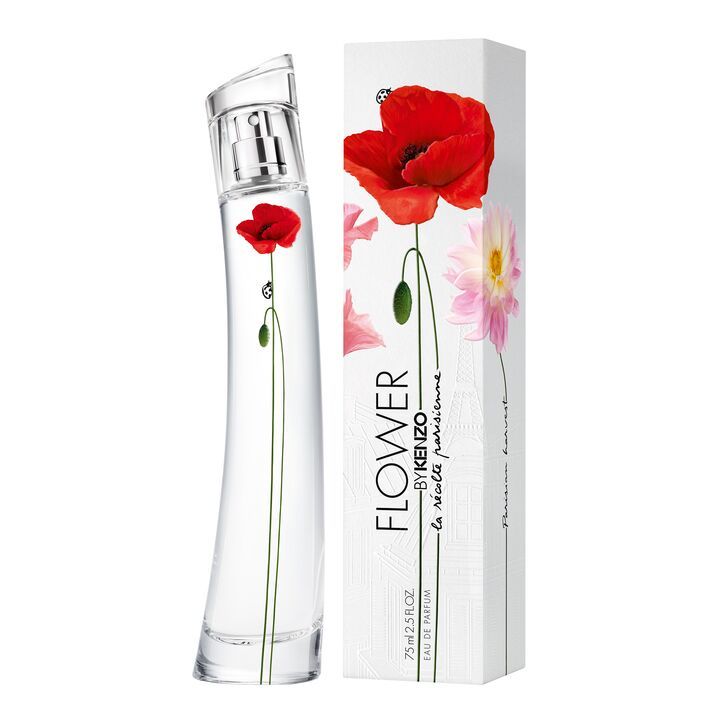 FLOWER
BY KENZO
la récolte parisienne
75 ml 2.5 FL.OZ.
EAU DE PARFUM
Parisian harvest